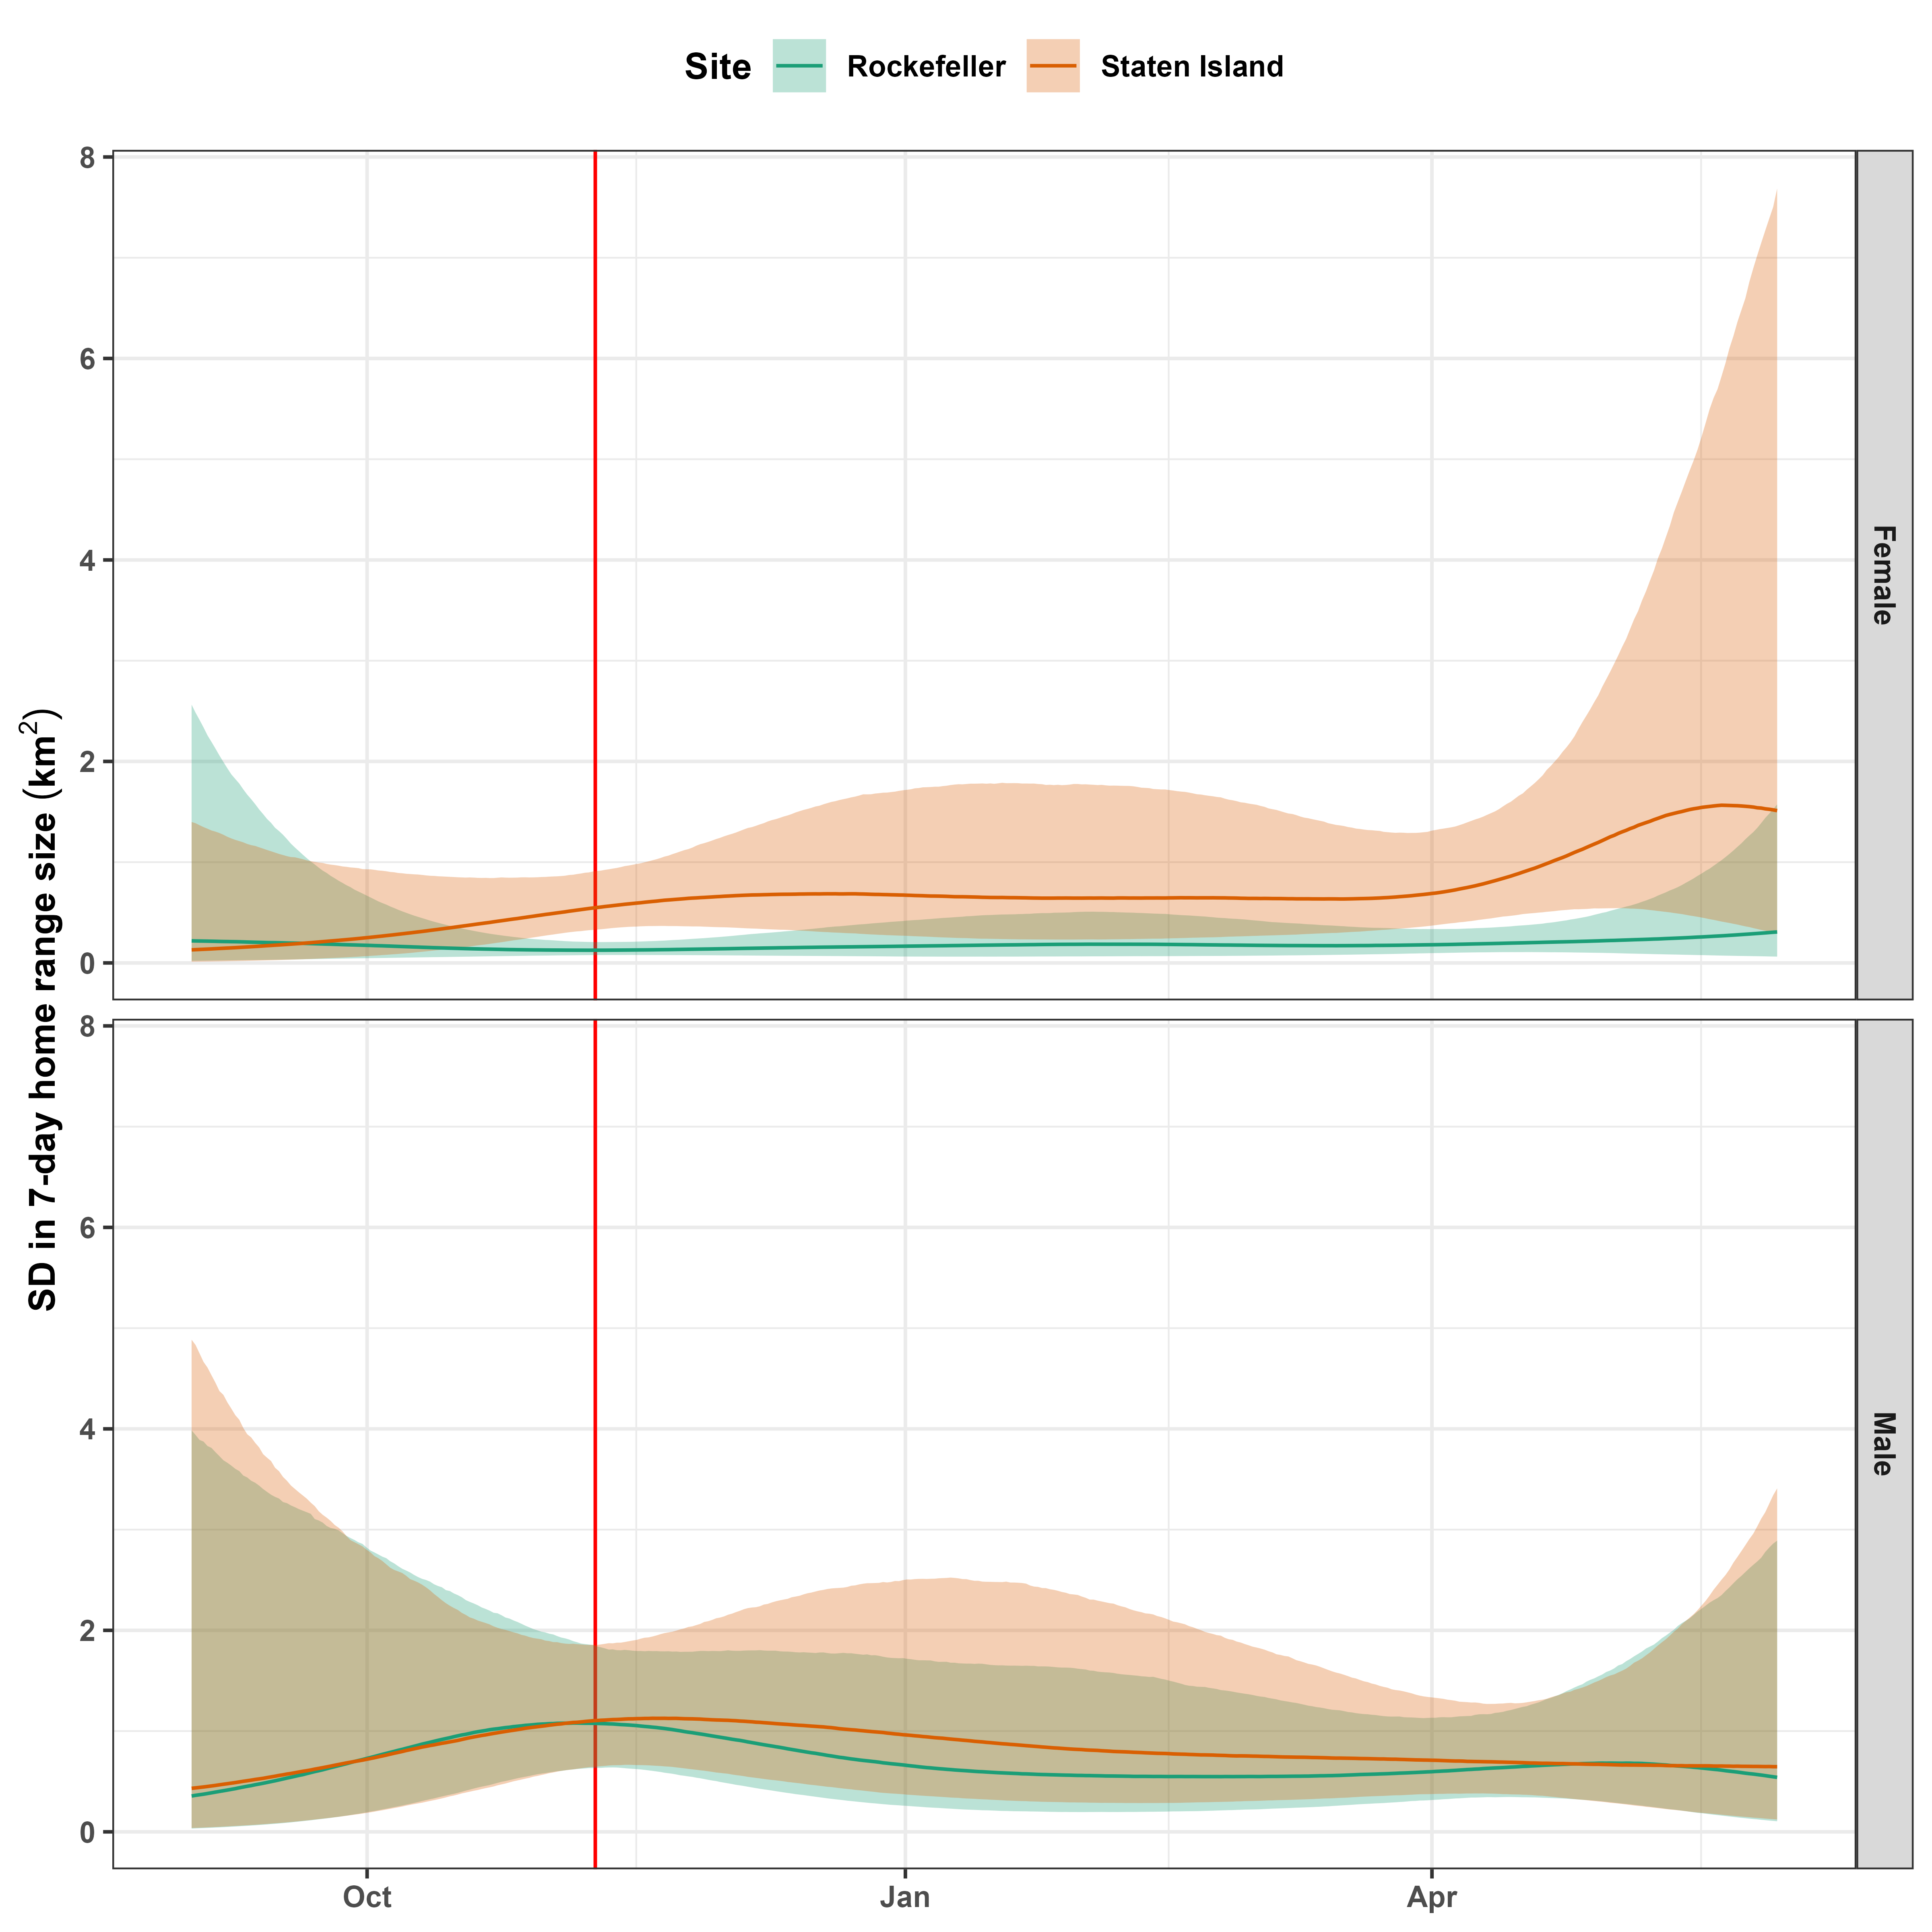 Site Rockefeller Staten Island
SD in 7-day home range size (km²)
8
6
4
2
0
Female
8
6
4
2
0
Male
Oct Jan Apr